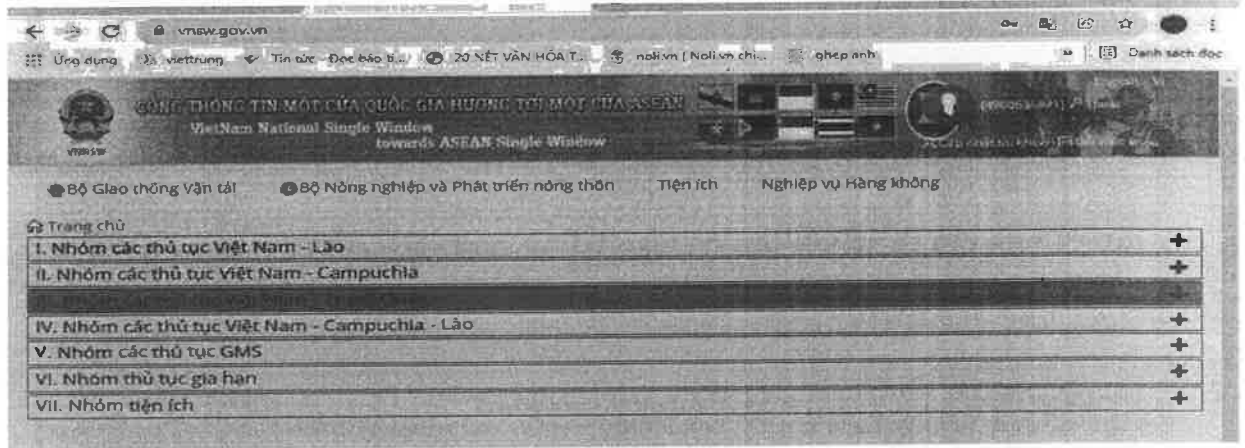 vnsw.gov.vn
Ứng dụng viettrung Tin tức - Đọc báo ti... 20 NÉT VĂN HÓA T... noli.vn | Noli.vn chi... ghep anh » Danh sách đọc
CỔNG THÔNG TIN MỘT CỬA QUỐC GIA HƯỚNG TỚI MỘT CỬA ASEAN
VietNam National Single Window
towards ASEAN Single Window
VNNSW
Bộ Giao thông Vận tải Bộ Nông nghiệp và Phát triển nông thôn Tiện ích Nghiệp vụ Hàng không
Trang chủ
I. Nhóm các thủ tục Việt Nam - Lào
II. Nhóm các thủ tục Việt Nam - Campuchia
IV. Nhóm các thủ tục Việt Nam - Campuchia - Lào
V. Nhóm các thủ tục GMS
VI. Nhóm thủ tục gia hạn
VII. Nhóm tiện ích